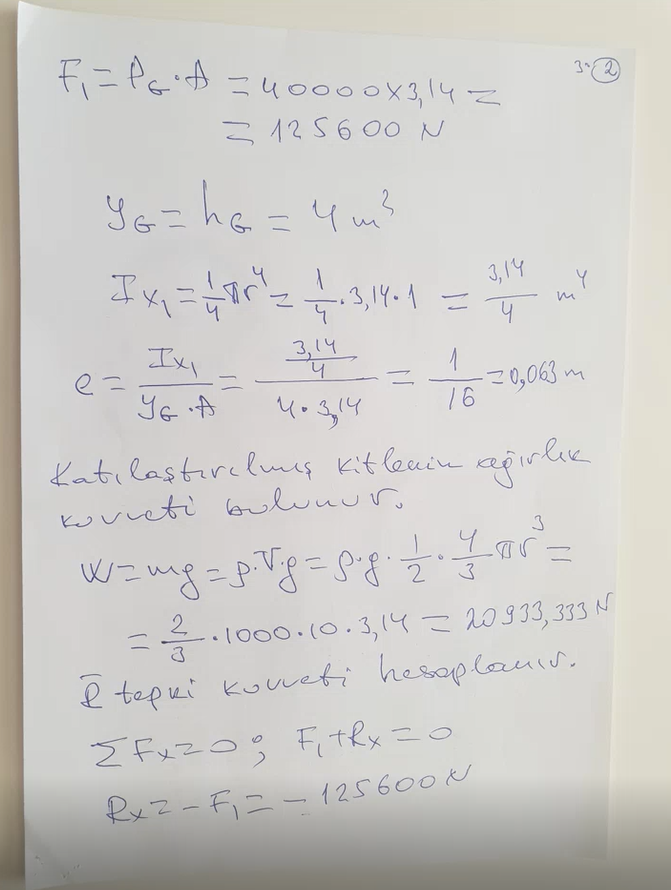 3-②
F₁ = P_G · A = 40000 x 3,14 =
= 125600 N
y_G = h_G = 4 m³
I x₁ = 1/4 πr⁴ = 1/4 · 3,14 · 1 = 3,14/4 m⁴
e = Ix₁/(y_G · A) = (3,14/4)/(4 · 3,14) = 1/16 = 0,063 m
Katılaştırılmış kitlenin ağırlık
kuvveti bulunur.
W = mg = ρ·V·g = ρ·g · 1/2 · 4/3 πr³ =
= 2/3 · 1000 · 10 · 3,14 = 20933,333 N
R̄ tepki kuvveti hesaplanır.
ΣFx = 0 ; F₁ + Rx = 0
Rx = - F₁ = - 125600 N